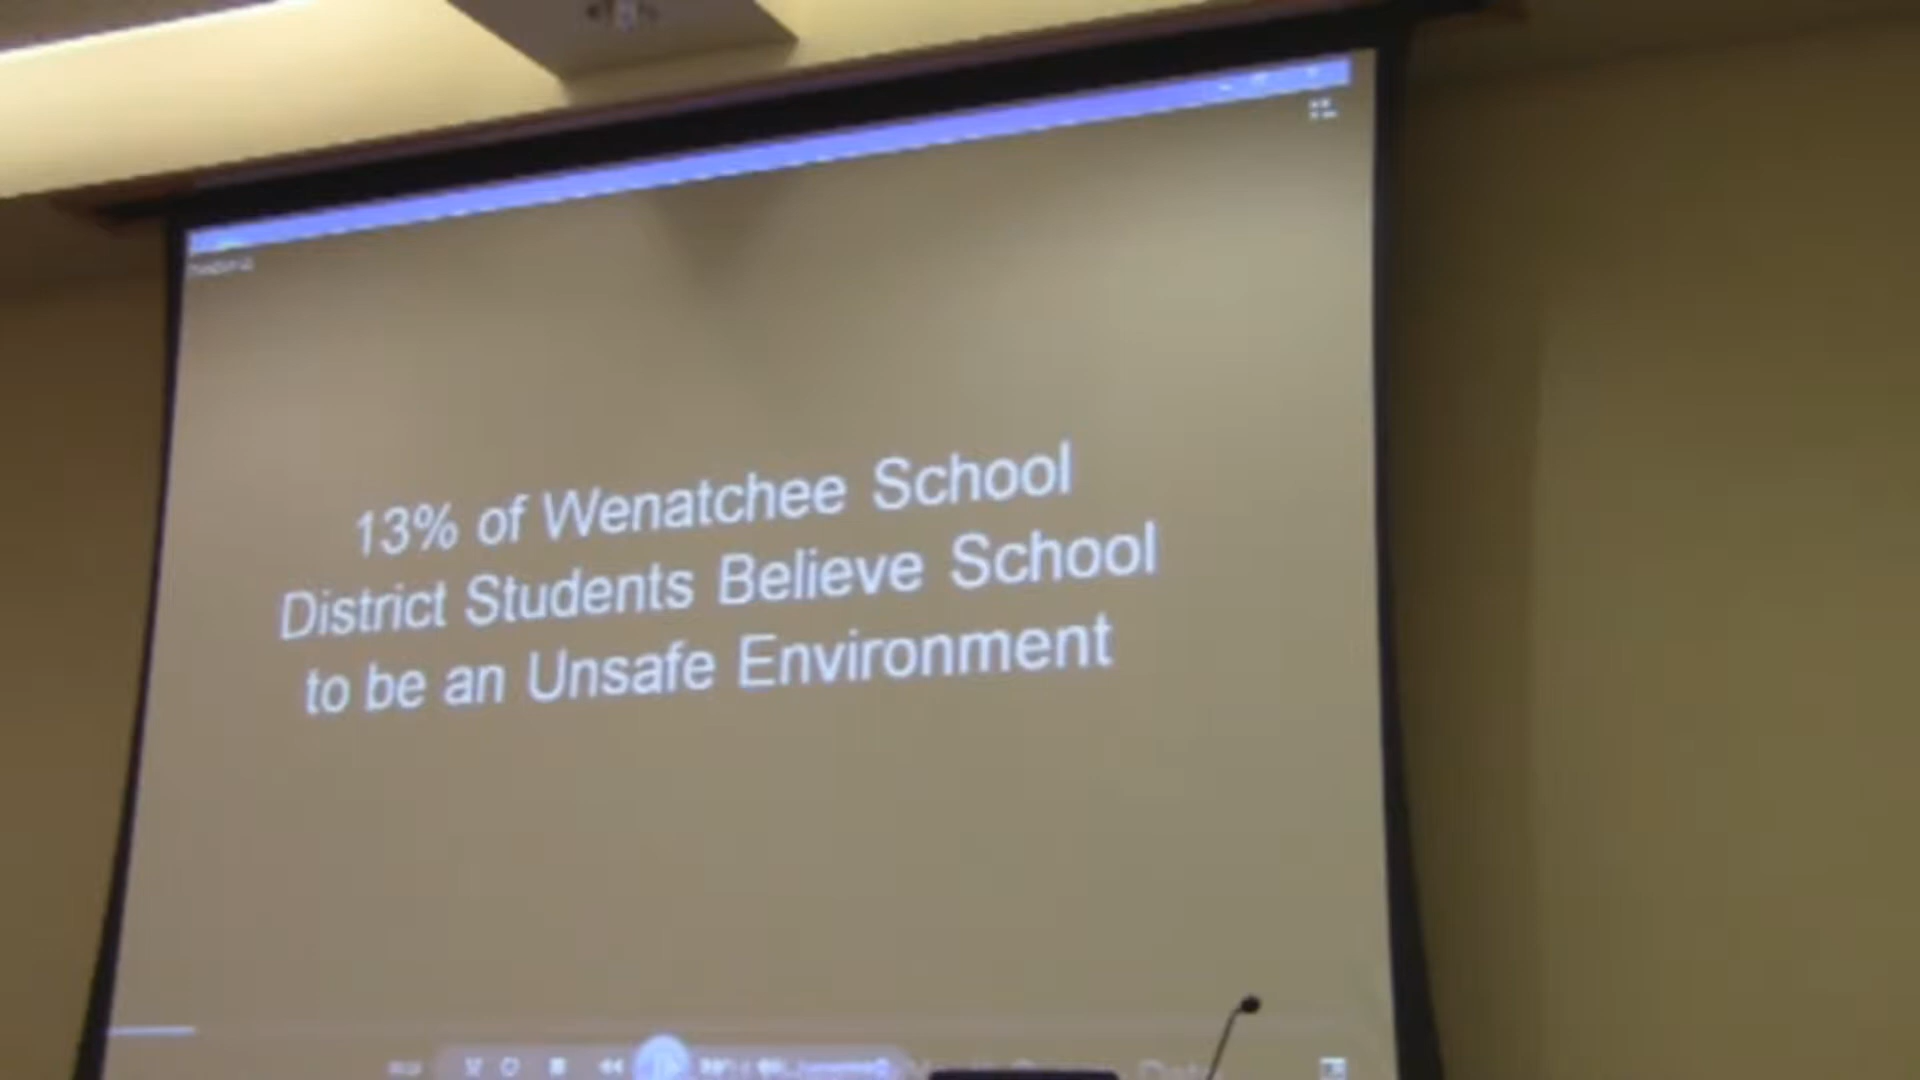 13% of Wenatchee School
District Students Believe School
to be an Unsafe Environment